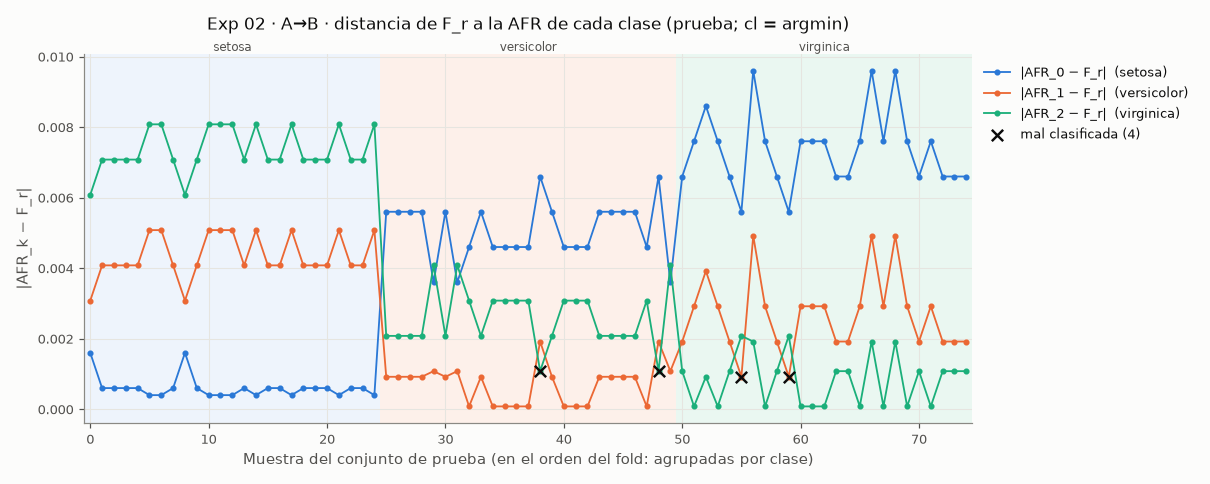 Exp 02 · A→B · distancia de F_r a la AFR de cada clase (prueba; cl = argmin)
setosa
versicolor
virginica
|AFR_0 − F_r| (setosa)
|AFR_1 − F_r| (versicolor)
|AFR_2 − F_r| (virginica)
mal clasificada (4)
|AFR_k − F_r|
0.010
0.008
0.006
0.004
0.002
0.000
0 10 20 30 40 50 60 70
Muestra del conjunto de prueba (en el orden del fold: agrupadas por clase)